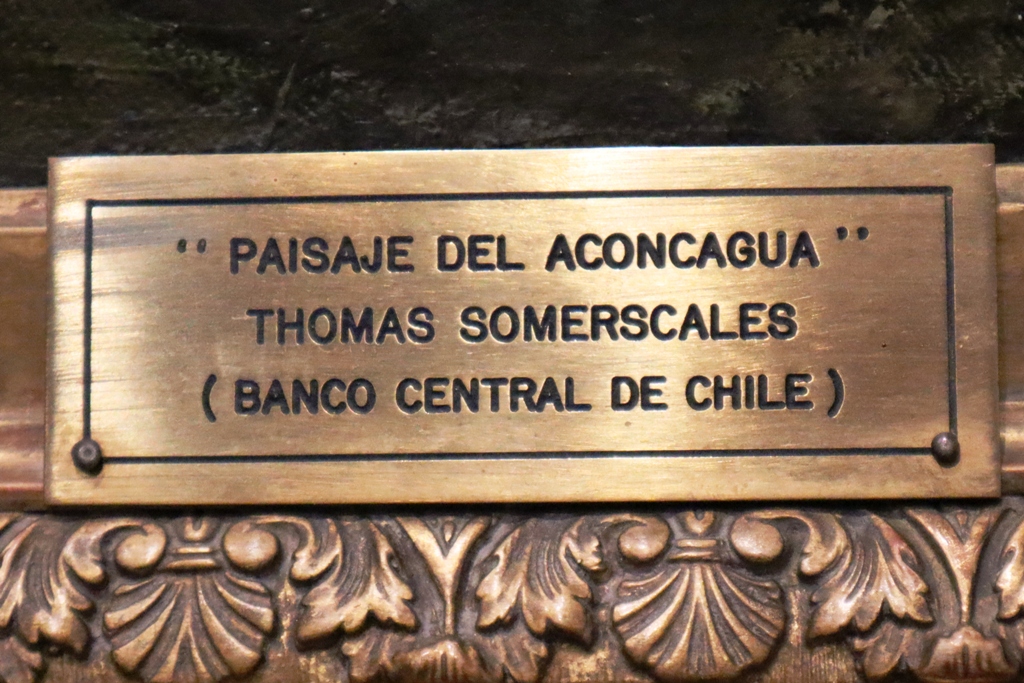 " PAISAJE DEL ACONCAGUA "
THOMAS SOMERSCALES
( BANCO CENTRAL DE CHILE )